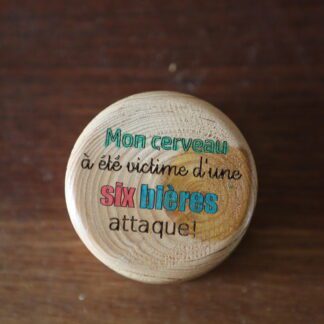 Mon cerveau
à été victime d'une
six bières
attaque!